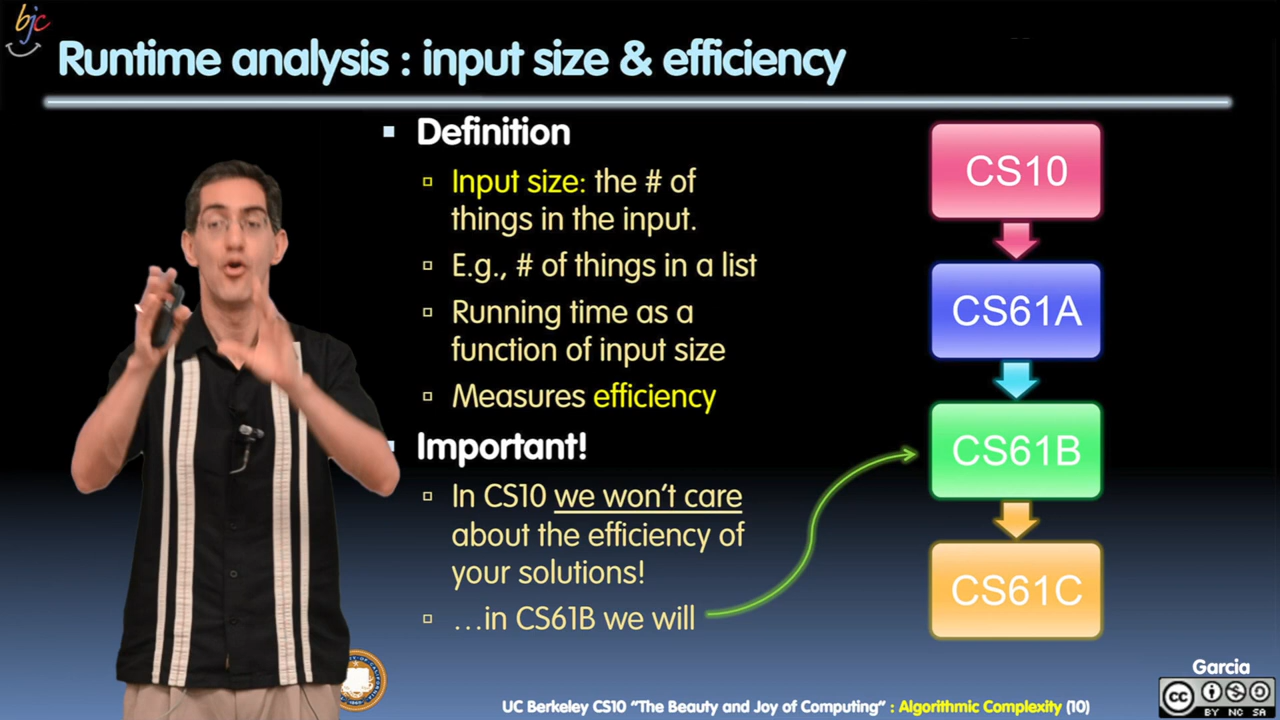 bjc
Runtime analysis : input size & efficiency
Definition
Input size: the # of
things in the input.
E.g., # of things in a list
Running time as a
function of input size
Measures efficiency
Important!
In CS10 we won't care
about the efficiency of
your solutions!
…in CS61B we will
CS10
CS61A
CS61B
CS61C
Garcia
UC Berkeley CS10 "The Beauty and Joy of Computing" : Algorithmic Complexity (10)
cc
BY NC SA